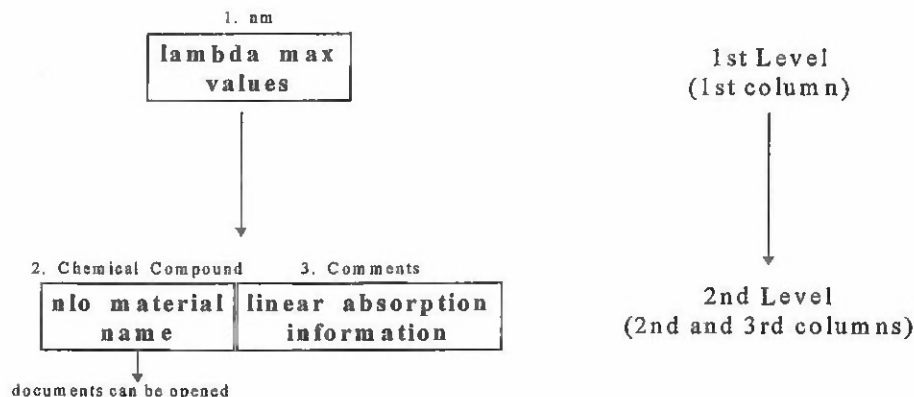 1. nm
lambda max
values
1st Level
(1st column)
2. Chemical Compound
3. Comments
nlo material
name
linear absorption
information
2nd Level
(2nd and 3rd columns)
documents can be opened